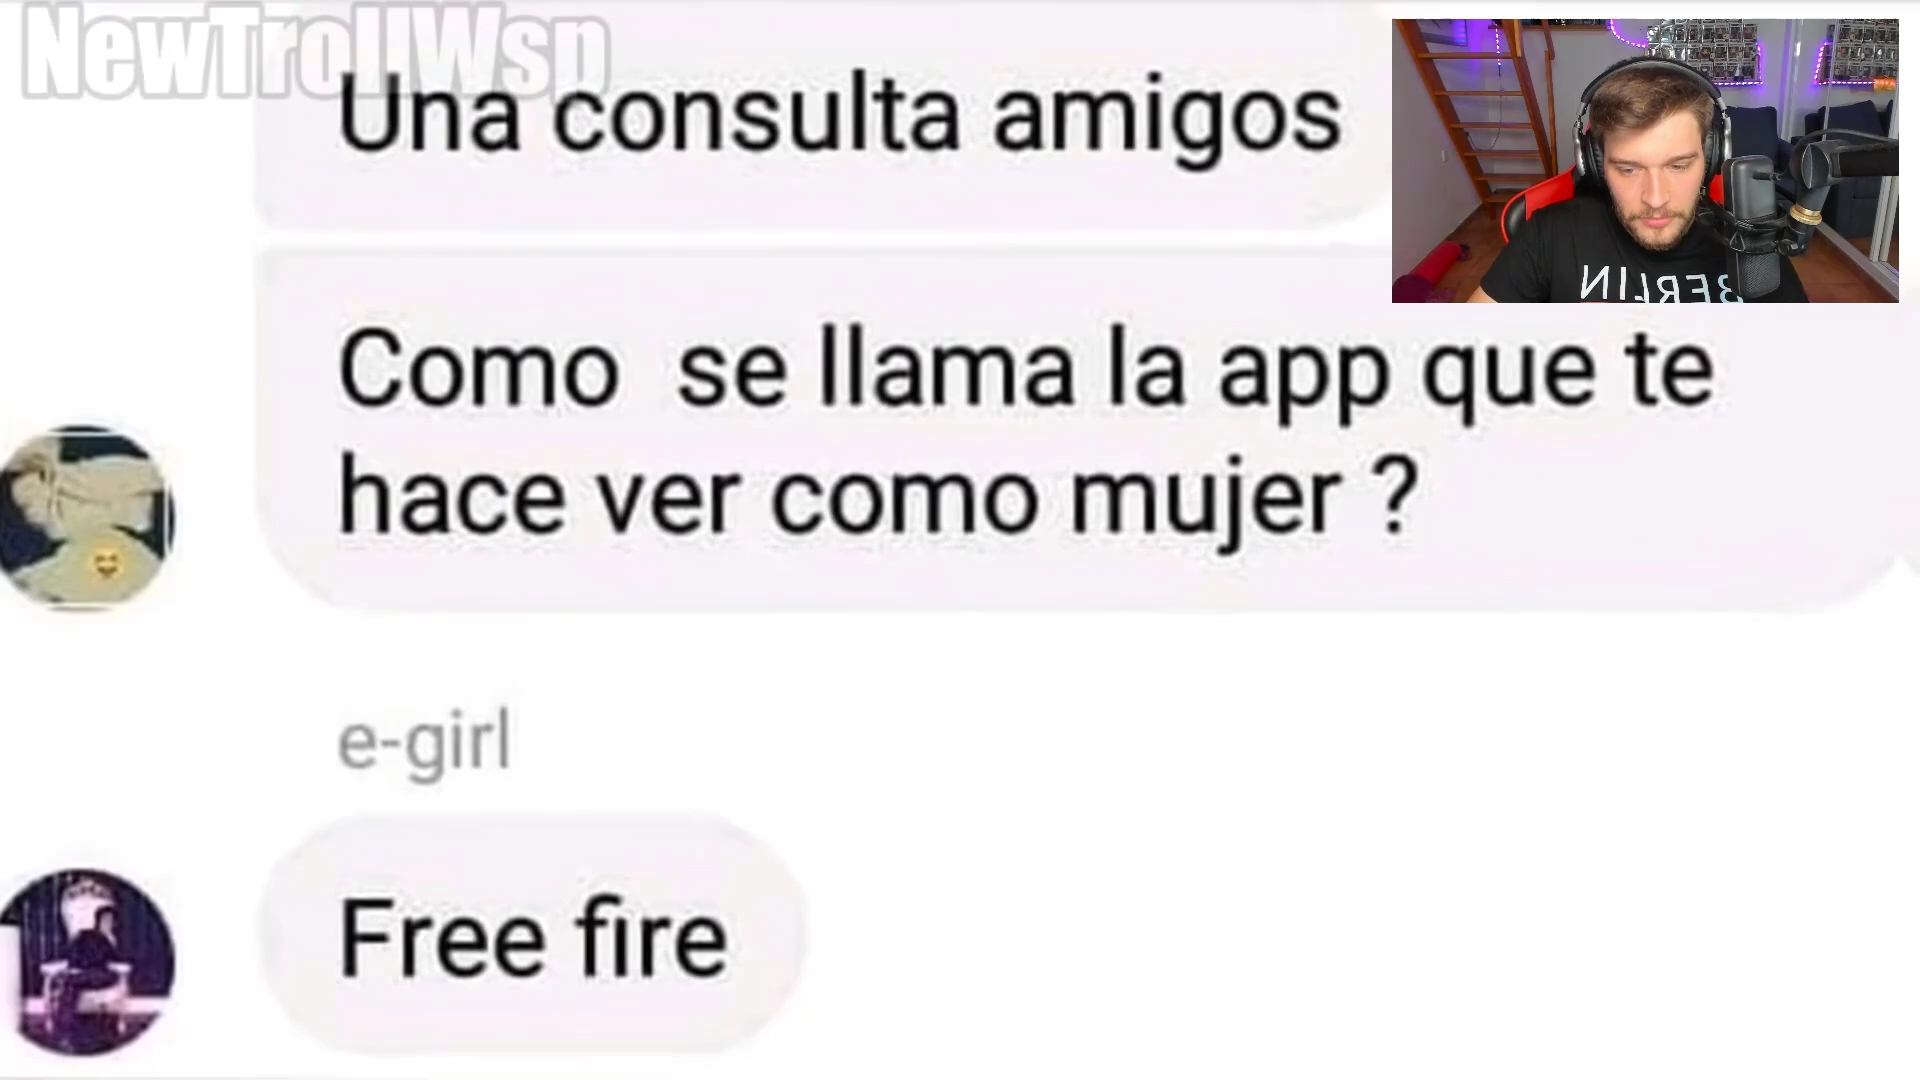 NewTrollWsp
Una consulta amigos
Como  se llama la app que te
hace ver como mujer ?
e-girl
Free fire
BERLIN